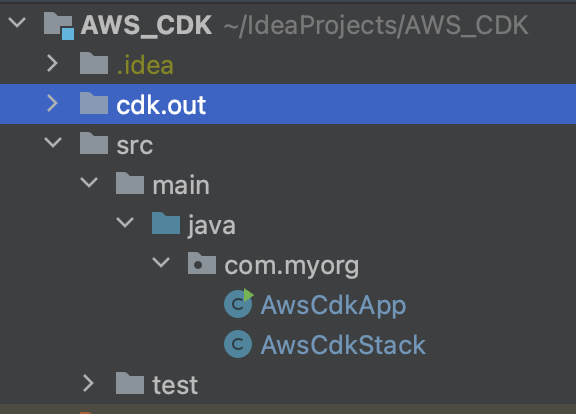 AWS_CDK ~/IdeaProjects/AWS_CDK
.idea
cdk.out
src
main
java
com.myorg
C AwsCdkApp
C AwsCdkStack
test